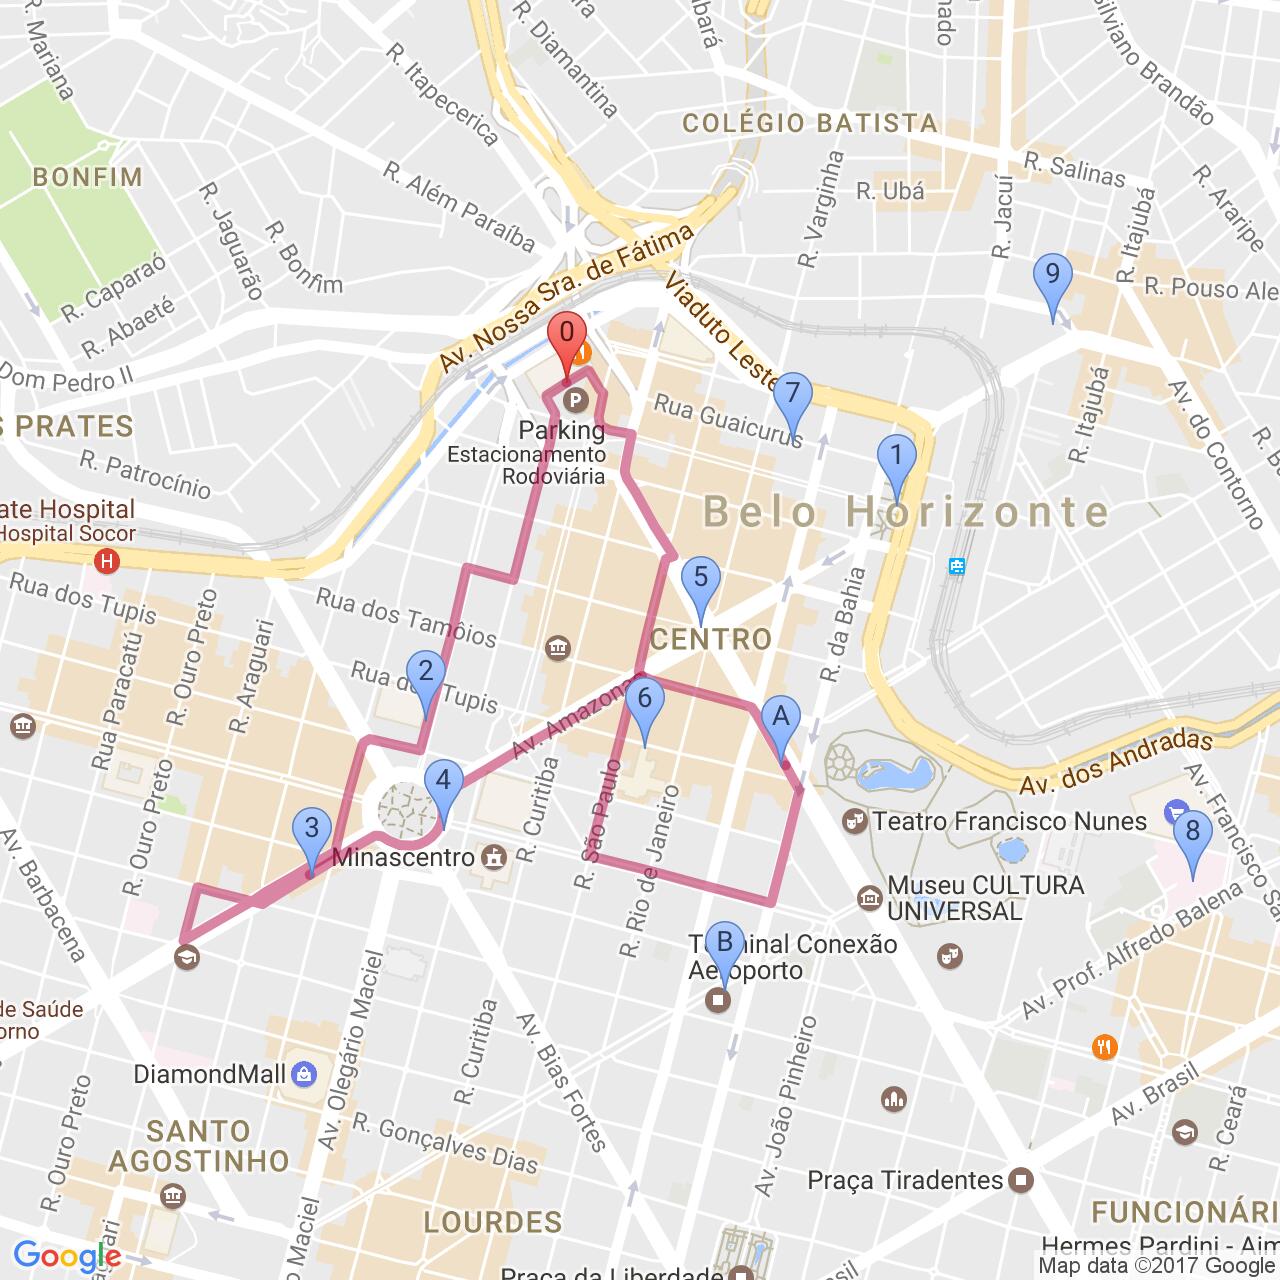 R. Mariana
R. Diamantina
R. Itapecerica
Silviano Brandão
COLÉGIO BATISTA
BONFIM
R. Além Paraíba
R. Varginha
R. Ubá
R. Salinas
R. Jacuí
R. Itajubá
R. Araripe
R. Jaguarão
R. Bonfim
R. Caparaó
R. Abaeté
Av. Nossa Sra. de Fátima
Viaduto Leste
R. Pouso Ale
9
0
Dom Pedro II
S PRATES
R. Patrocínio
P
Parking
Estacionamento
Rodoviária
Rua Guaicurus
7
R. Itajubá
Av. do Contorno
1
ate Hospital
Hospital Socor
H
Belo Horizonte
Rua dos Tupis
R. Ouro Preto
Rua Paracatú
R. Araguari
Rua dos Tamôios
5
CENTRO
R. da Bahia
2
Tupis
6
A
Av. Amazonas
Av. dos Andradas
R. Ouro Preto
4
3
Minascentro
R. Curitiba
R. São Paulo
R. Rio de Janeiro
Teatro Francisco Nunes
8
Av. Francisco Sa
Museu CULTURA
UNIVERSAL
Av. Barbacena
Av. Prof. Alfredo Balena
B
Conexão
Aeroporto
de Saúde
orno
R. Ouro Preto
DiamondMall
Av. Olegário Maciel
R. Curitiba
Av. Bias Fortes
Av. João Pinheiro
R. Gonçalves Dias
Av. Brasil
R. Ceará
SANTO
AGOSTINHO
Praça Tiradentes
LOURDES
FUNCIONÁRI
Maciel
Hermes Pardini - Aim
Praça da Liberdade
Google
Map data ©2017 Google